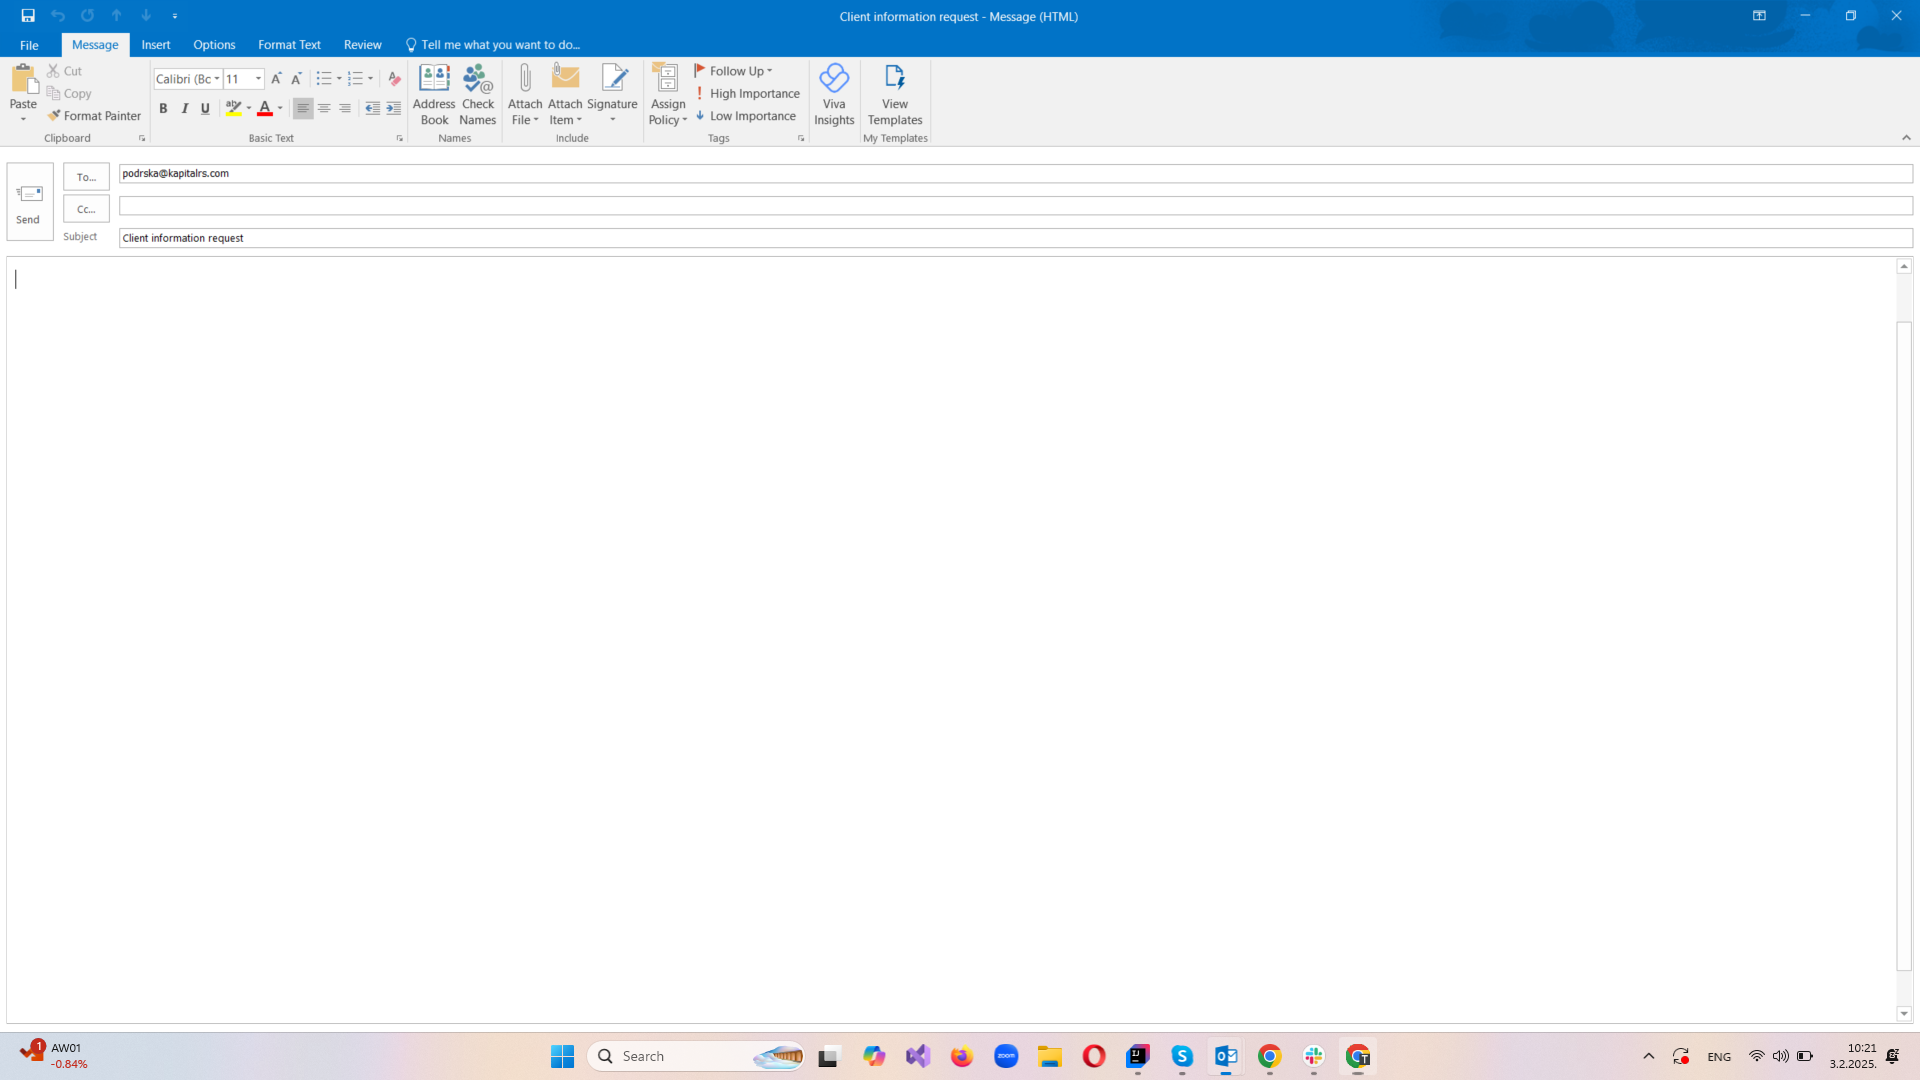 Client information request - Message (HTML)
File Message Insert Options Format Text Review Tell me what you want to do...
Paste Cut Copy Format Painter
Clipboard
Calibri (Bc 11
B I U A
Basic Text
Address Book Check Names
Names
Attach File Attach Item Signature
Include
Assign Policy Follow Up High Importance Low Importance
Tags
Viva Insights
View Templates
My Templates
Send
To... podrska@kapitalrs.com
Cc...
Subject Client information request
1 AW01
-0.84%
Search
zoom
ENG
10:21
3.2.2025.